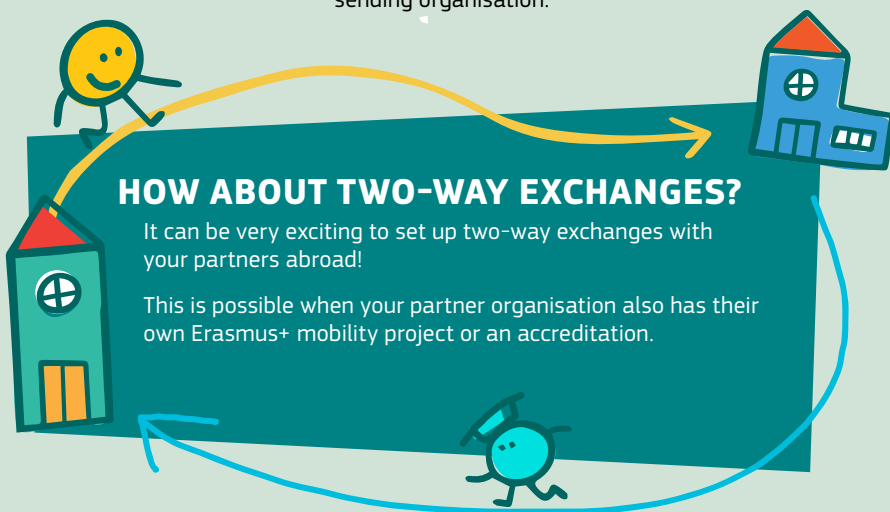 sending organisation.
HOW ABOUT TWO-WAY EXCHANGES?
It can be very exciting to set up two-way exchanges with
your partners abroad!
This is possible when your partner organisation also has their
own Erasmus+ mobility project or an accreditation.